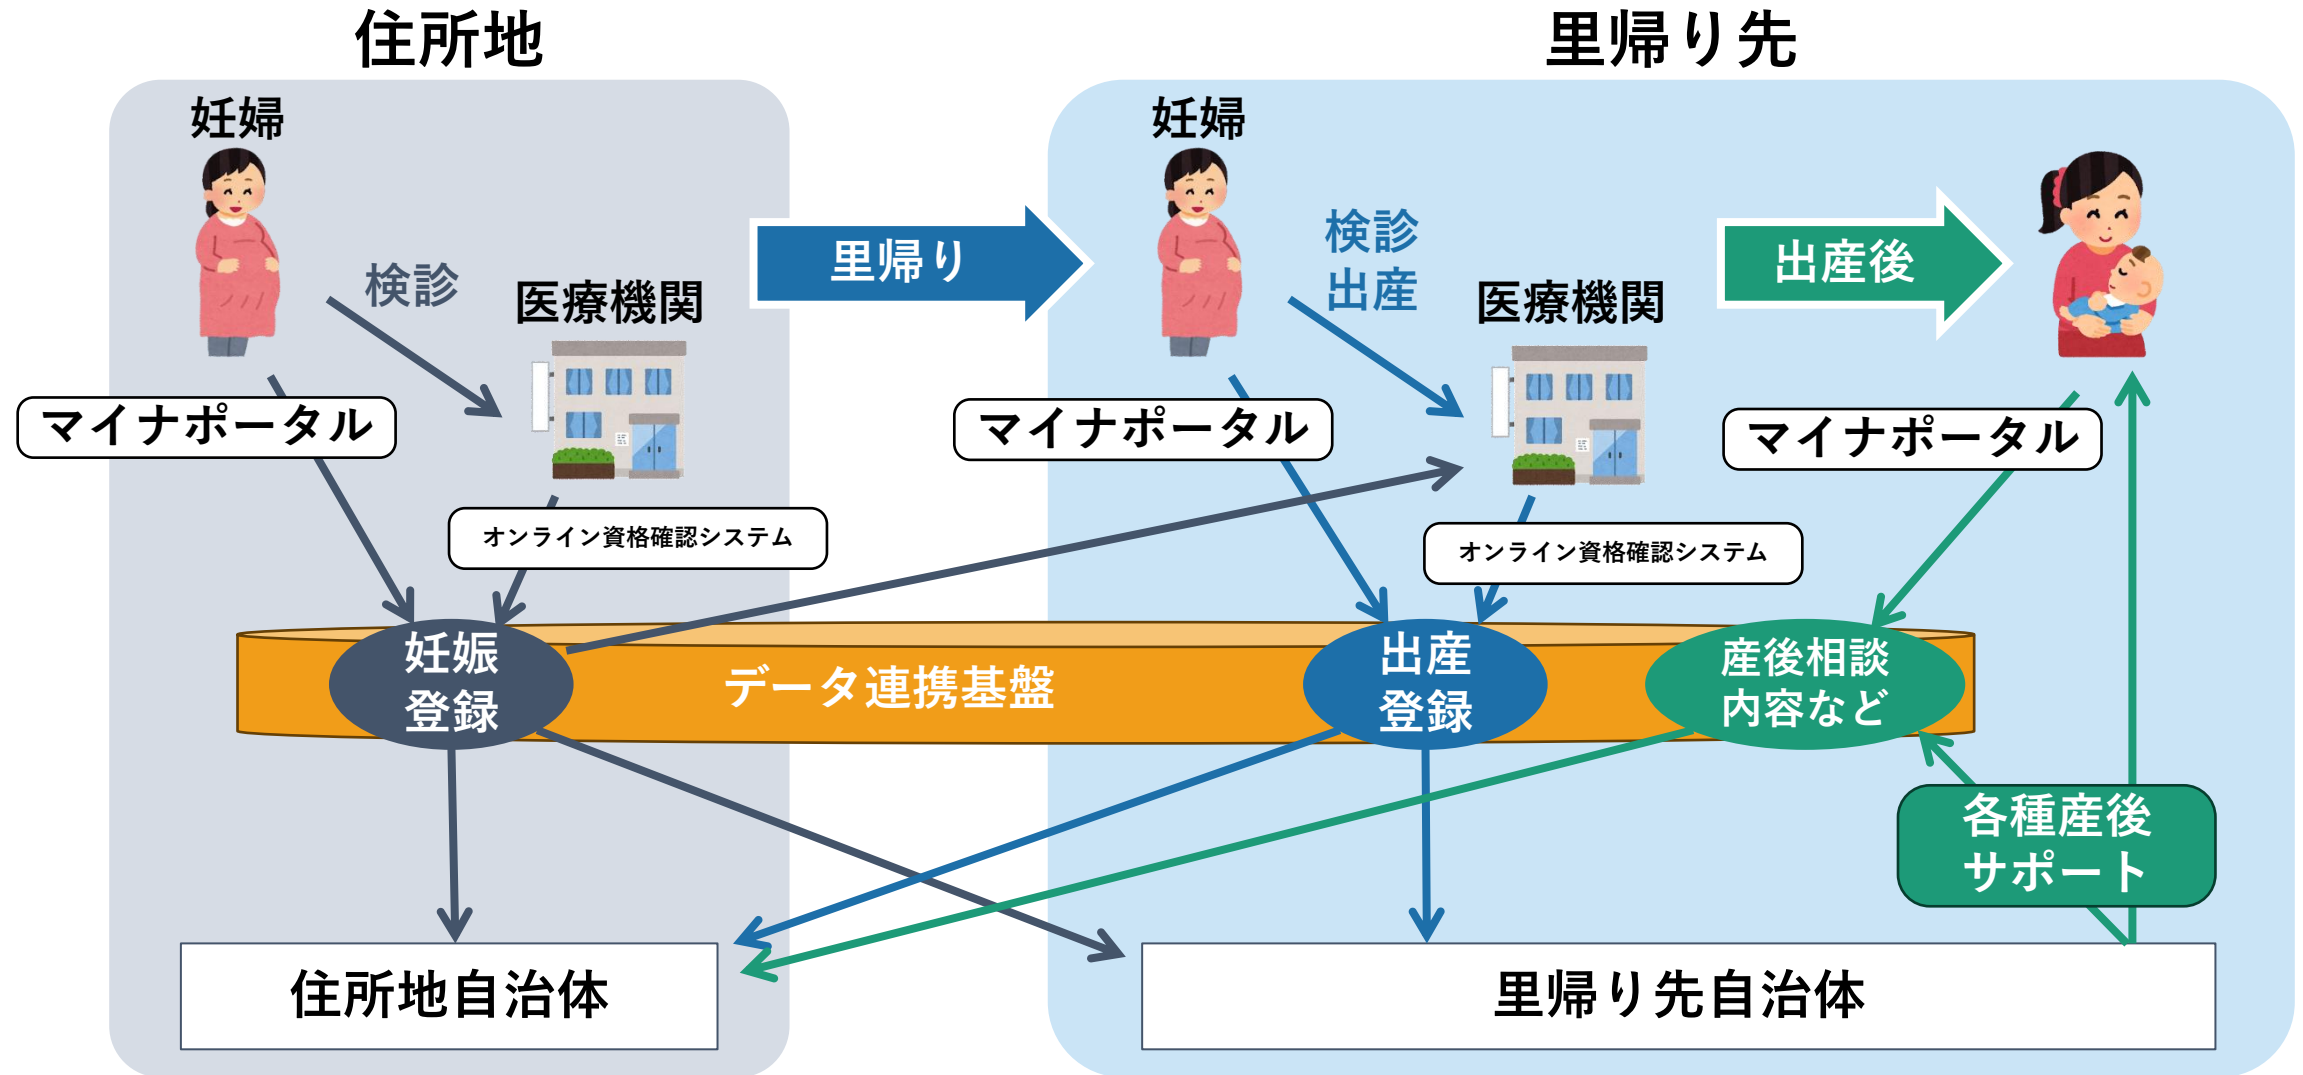 住所地
里帰り先
妊婦
検診
医療機関
マイナポータル
オンライン資格確認システム
里帰り
妊婦
検診
出産
医療機関
マイナポータル
オンライン資格確認システム
出産後
マイナポータル
妊娠
登録
データ連携基盤
出産
登録
産後相談
内容など
各種産後
サポート
住所地自治体
里帰り先自治体